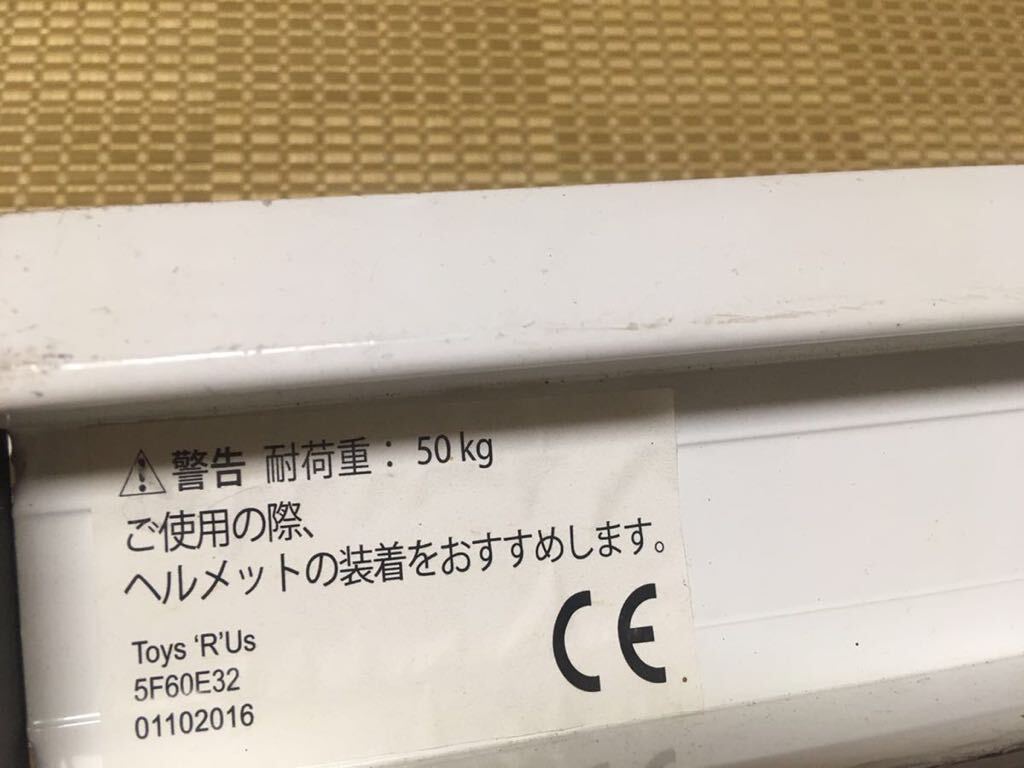 警告 耐荷重： 50 kg
ご使用の際、
ヘルメットの装着をおすすめします。
CE
Toys ‘R’Us
5F60E32
01102016